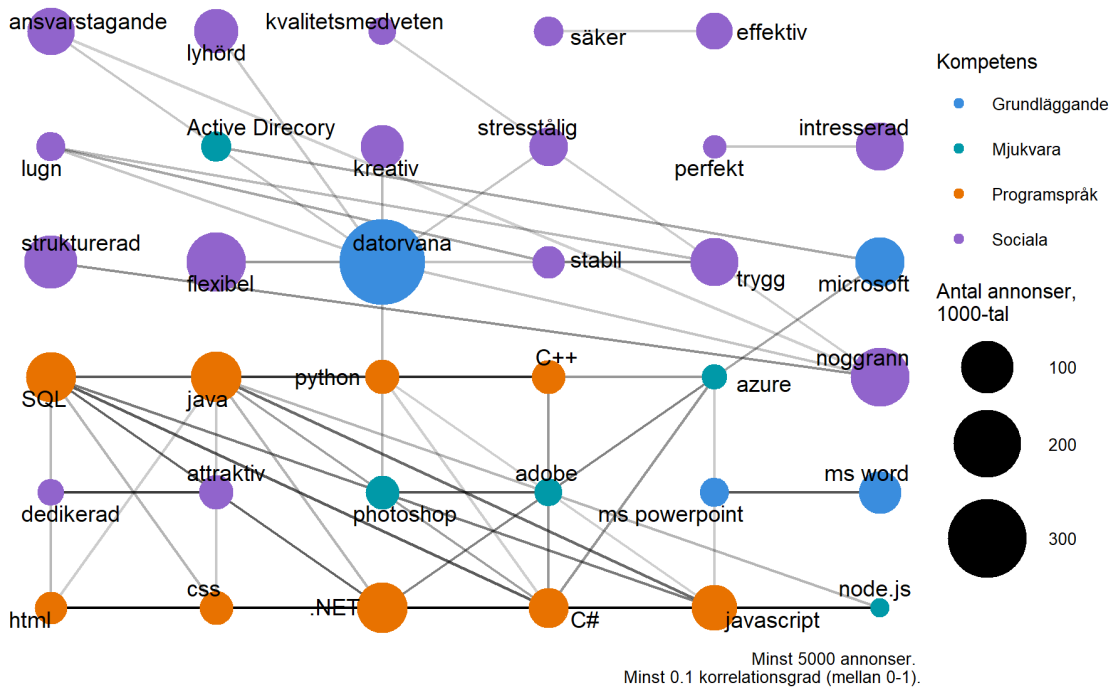 ansvarstagande
lyhörd
kvalitetsmedveten
säker
effektiv
lugn
Active Direcory
kreativ
stresstålig
perfekt
intresserad
strukturerad
flexibel
datorvana
stabil
trygg
microsoft
SQL
java
python
C++
azure
noggrann
dedikerad
attraktiv
photoshop
adobe
ms powerpoint
ms word
html
css
.NET
C#
javascript
node.js
Kompetens
Grundläggande
Mjukvara
Programspråk
Sociala
Antal annonser,
1000-tal
100
200
300
Minst 5000 annonser.
Minst 0.1 korrelationsgrad (mellan 0-1).